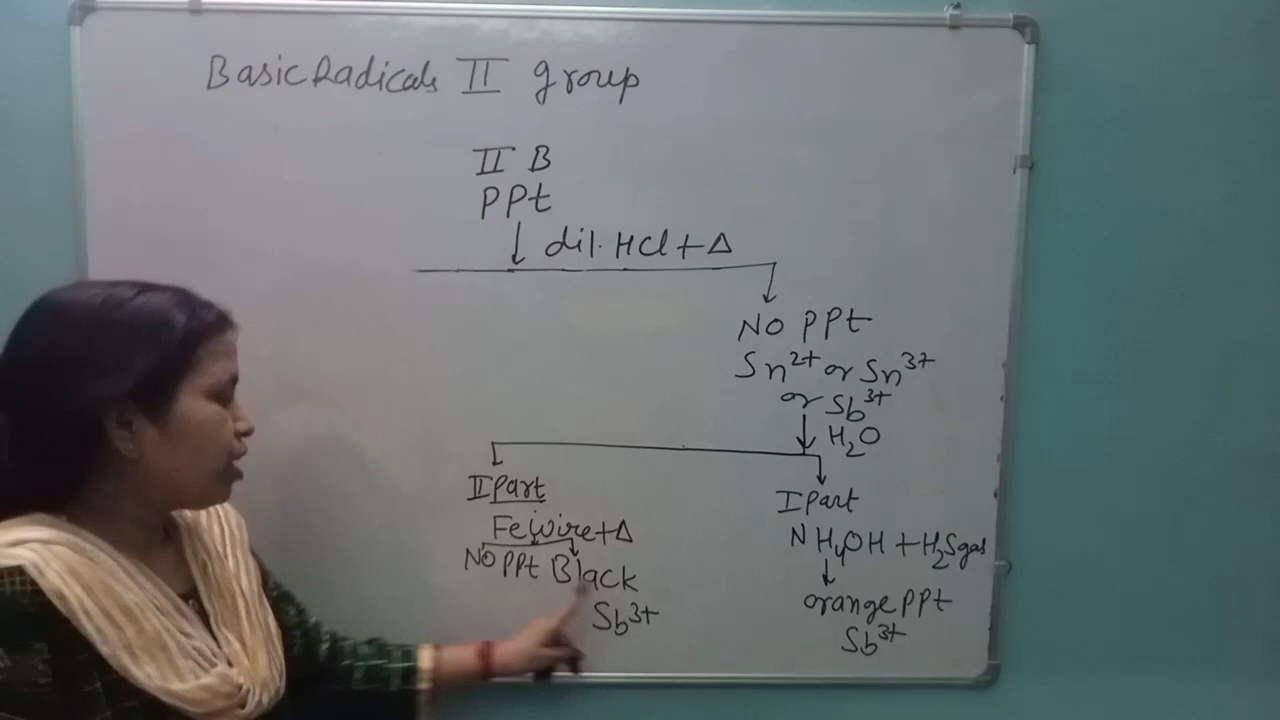 Basic Radicals II group
II B
PPt
↓ dil. HCl + Δ
NO PPt
Sn²⁺ or Sn³⁺
or Sb³⁺
↓ H₂O
II Part
Fe wire + Δ
NO PPt Black
Sb³⁺
I Part
NH₄OH + H₂S gas
↓
orange PPt
Sb³⁺